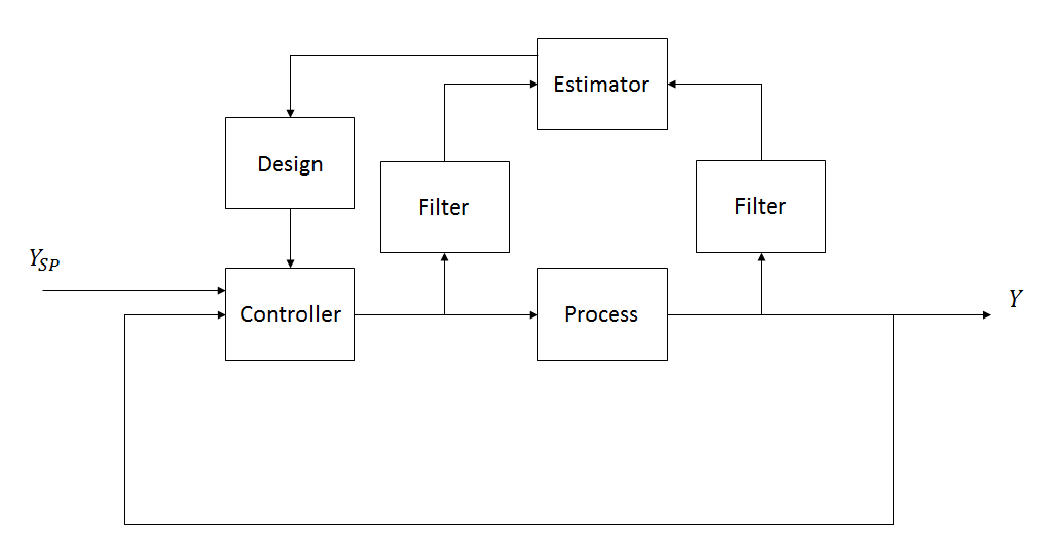 Estimator
Design
Filter
Filter
Y_SP
Controller
Process
Y